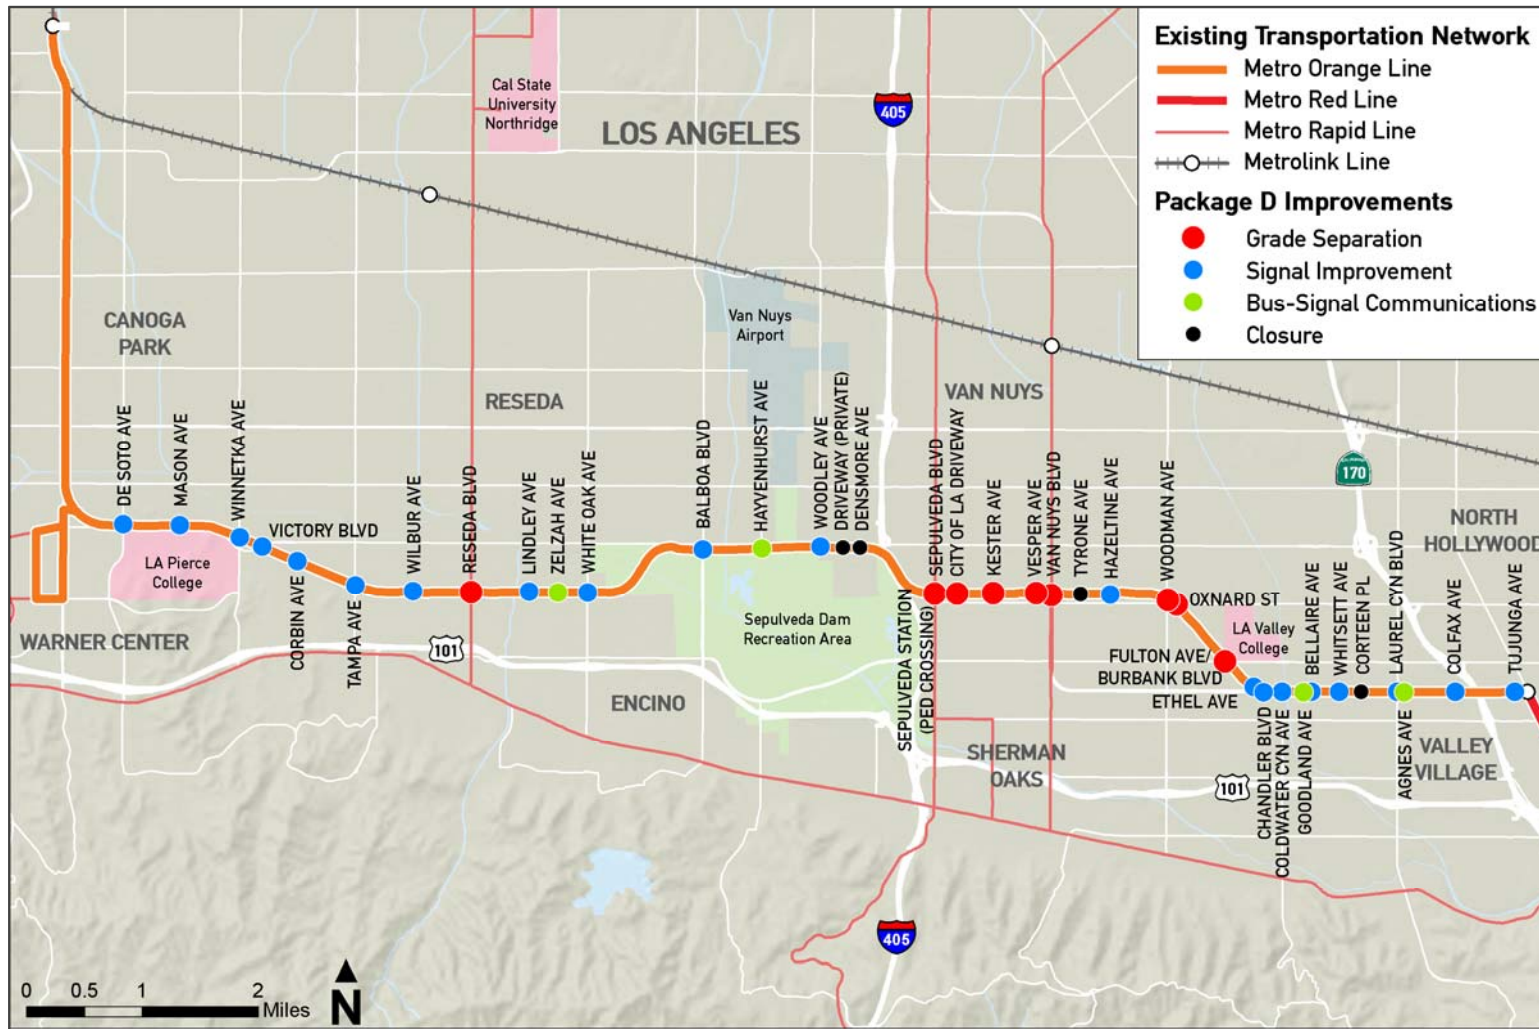 Existing Transportation Network
Metro Orange Line
Metro Red Line
Metro Rapid Line
Metrolink Line
Package D Improvements
Grade Separation
Signal Improvement
Bus-Signal Communications
Closure
Cal State
University
Northridge
LOS ANGELES
405
CANOGA
PARK
Van Nuys
Airport
RESEDA
VAN NUYS
170
NORTH
HOLLYWOOD
DE SOTO AVE
MASON AVE
WINNETKA AVE
VICTORY BLVD
CORBIN AVE
TAMPA AVE
WILBUR AVE
RESEDA BLVD
LINDLEY AVE
ZELZAH AVE
WHITE OAK AVE
BALBOA BLVD
HAYVENHURST AVE
WOODLEY AVE
DRIVEWAY (PRIVATE)
DENSMORE AVE
SEPULVEDA STATION
(PED CROSSING)
SEPULVEDA BLVD
CITY OF LA DRIVEWAY
KESTER AVE
VESPER AVE
VAN NUYS BLVD
TYRONE AVE
HAZELTINE AVE
WOODMAN AVE
OXNARD ST
FULTON AVE/
BURBANK BLVD
ETHEL AVE
CHANDLER BLVD
COLDWATER CYN AVE
GOODLAND AVE
BELLAIRE AVE
WHITSETT AVE
CORTEEN PL
LAUREL CYN BLVD
AGNES AVE
COLFAX AVE
TUJUNGA AVE
LA Pierce
College
LA Valley
College
Sepulveda Dam
Recreation Area
WARNER CENTER
101
ENCINO
SHERMAN
OAKS
101
VALLEY
VILLAGE
405
0 0.5 1 2
Miles
N